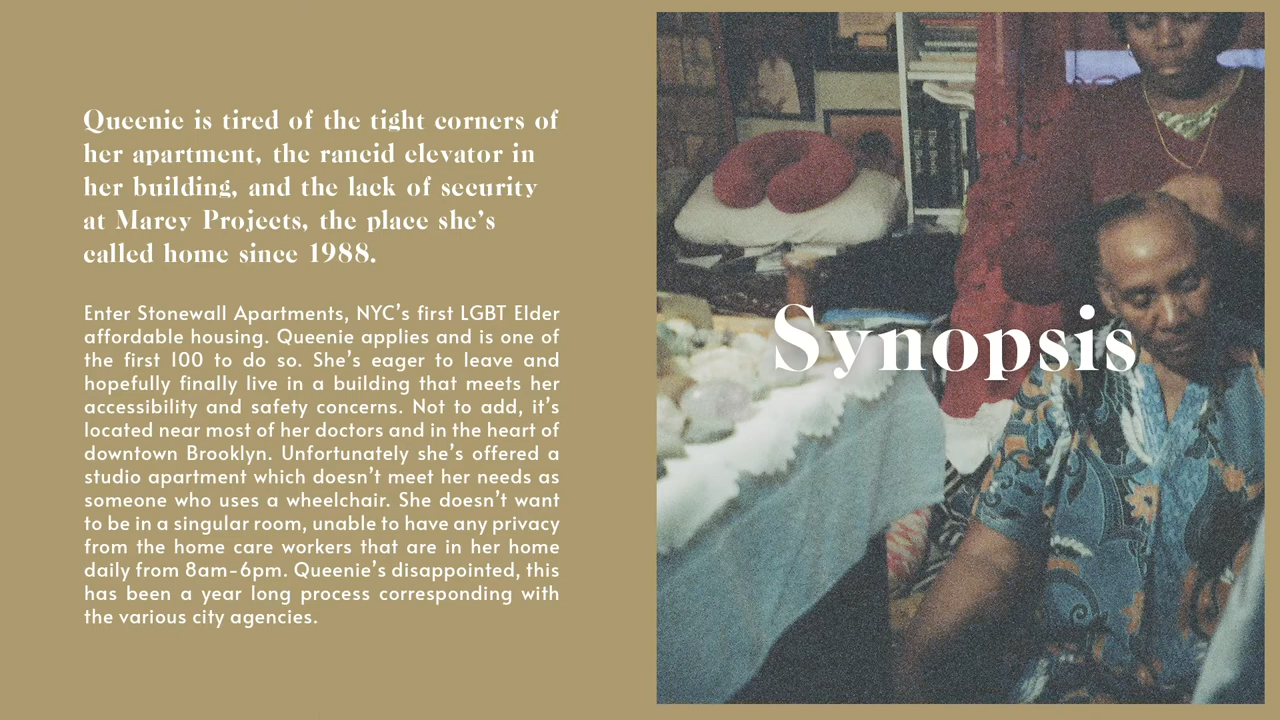 Queenie is tired of the tight corners of
her apartment, the rancid elevator in
her building, and the lack of security
at Marcy Projects, the place she's
called home since 1988.
Enter Stonewall Apartments, NYC's first LGBT Elder
affordable housing. Queenie applies and is one of
the first 100 to do so. She's eager to leave and
hopefully finally live in a building that meets her
accessibility and safety concerns. Not to add, it's
located near most of her doctors and in the heart of
downtown Brooklyn. Unfortunately she's offered a
studio apartment which doesn't meet her needs as
someone who uses a wheelchair. She doesn't want
to be in a singular room, unable to have any privacy
from the home care workers that are in her home
daily from 8am-6pm. Queenie's disappointed, this
has been a year long process corresponding with
the various city agencies.
Synopsis